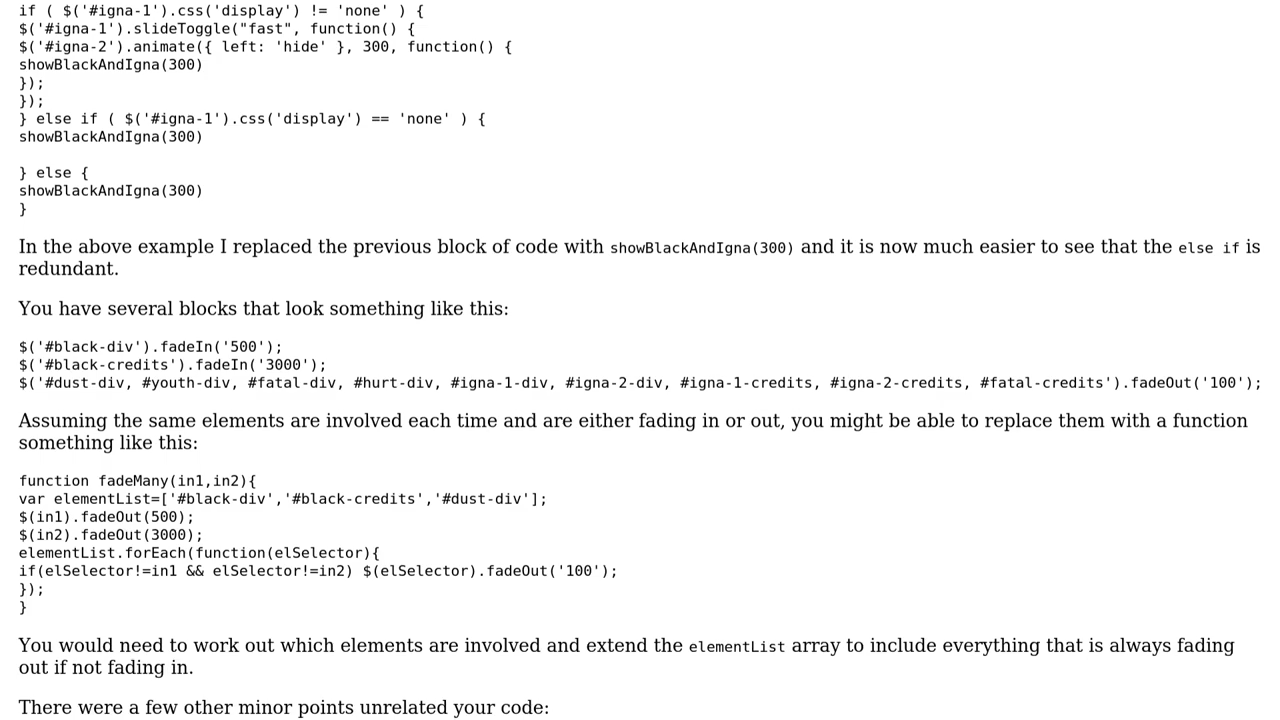 if ( $('#igna-1').css('display') != 'none' ) {
$('#igna-1').slideToggle("fast", function() {
$('#igna-2').animate({ left: 'hide' }, 300, function() {
showBlackAndIgna(300)
});
});
} else if ( $('#igna-1').css('display') == 'none' ) {
showBlackAndIgna(300)
} else {
showBlackAndIgna(300)
}
In the above example I replaced the previous block of code with showBlackAndIgna(300) and it is now much easier to see that the else if is
redundant.
You have several blocks that look something like this:
$('#black-div').fadeIn('500');
$('#black-credits').fadeIn('3000');
$('#dust-div, #youth-div, #fatal-div, #hurt-div, #igna-1-div, #igna-2-div, #igna-1-credits, #igna-2-credits, #fatal-credits').fadeOut('100');
Assuming the same elements are involved each time and are either fading in or out, you might be able to replace them with a function
something like this:
function fadeMany(in1,in2){
var elementList=['#black-div','#black-credits','#dust-div'];
$(in1).fadeOut(500);
$(in2).fadeOut(3000);
elementList.forEach(function(elSelector){
if(elSelector!=in1 && elSelector!=in2) $(elSelector).fadeOut('100');
});
}
You would need to work out which elements are involved and extend the elementList array to include everything that is always fading
out if not fading in.
There were a few other minor points unrelated your code: